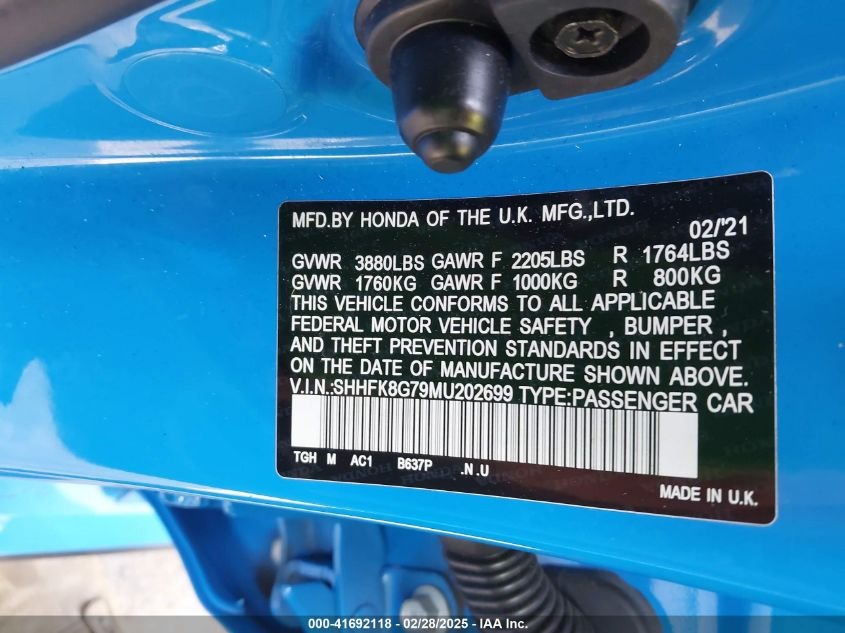 MFD.BY HONDA OF THE U.K. MFG.,LTD.
02/'21
GVWR 3880LBS GAWR F 2205LBS R 1764LBS
GVWR 1760KG GAWR F 1000KG R 800KG
THIS VEHICLE CONFORMS TO ALL APPLICABLE
FEDERAL MOTOR VEHICLE SAFETY , BUMPER ,
AND THEFT PREVENTION STANDARDS IN EFFECT
ON THE DATE OF MANUFACTURE SHOWN ABOVE.
V.I.N.:SHHFK8G79MU202699 TYPE:PASSENGER CAR
TGH M AC1 B637P .N.U
MADE IN U.K.
000-41692118 - 02/28/2025 - IAA Inc.